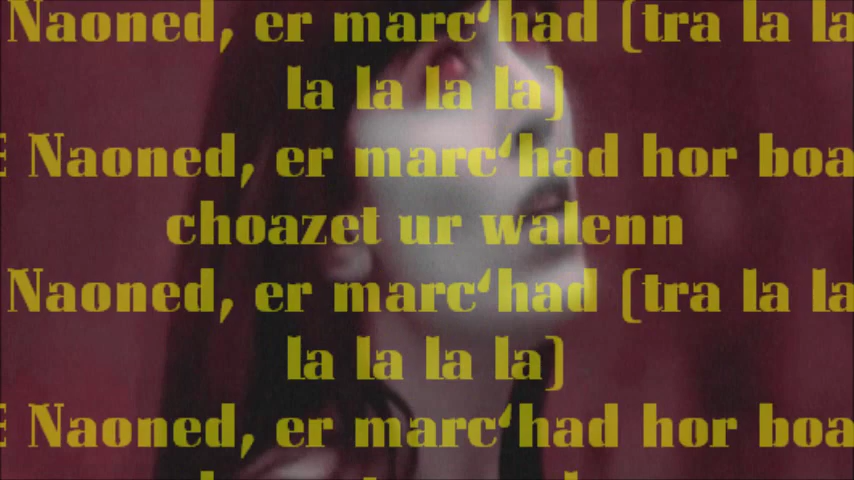 Naoned, er marc‘had (tra la la
la la la la)
Naoned, er marc‘had hor boa
choazet ur walenn
Naoned, er marc‘had (tra la la
la la la la)
Naoned, er marc‘had hor boa